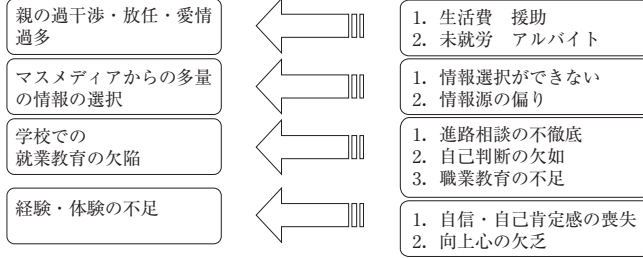 親の過干渉・放任・愛情
過多
1. 生活費　援助
2. 未就労　アルバイト
マスメディアからの多量
の情報の選択
1. 情報選択ができない
2. 情報源の偏り
学校での
就業教育の欠陥
1. 進路相談の不徹底
2. 自己判断の欠如
3. 職業教育の不足
経験・体験の不足
1. 自信・自己肯定感の喪失
2. 向上心の欠乏